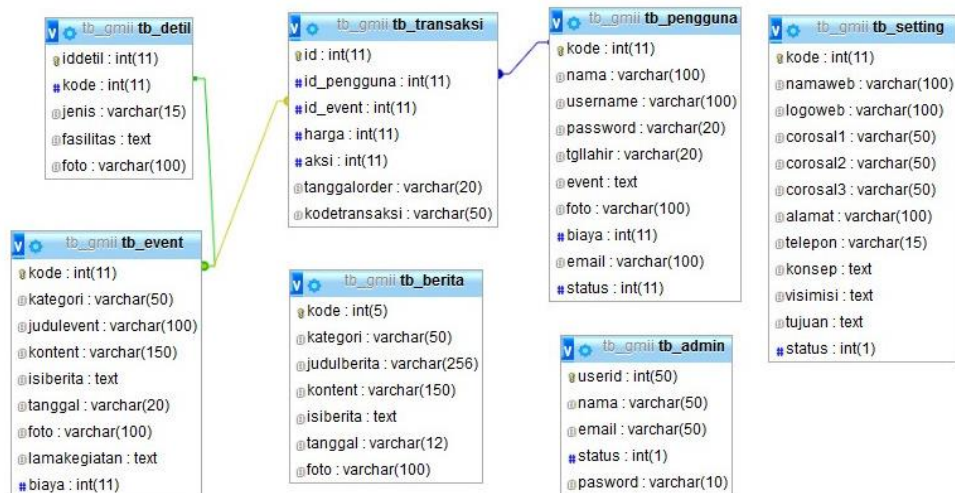 tb_gmii tb_detil
iddetil : int(11)
kode : int(11)
jenis : varchar(15)
fasilitas : text
foto : varchar(100)
tb_gmii tb_transaksi
id : int(11)
id_pengguna : int(11)
id_event : int(11)
harga : int(11)
aksi : int(11)
tanggalorder : varchar(20)
kodetransaksi : varchar(50)
tb_gmii tb_pengguna
kode : int(11)
nama : varchar(100)
username : varchar(100)
password : varchar(20)
tgllahir : varchar(20)
event : text
foto : varchar(100)
biaya : int(11)
email : varchar(100)
status : int(11)
tb_gmii tb_setting
kode : int(11)
namaweb : varchar(100)
logoweb : varchar(100)
corosal1 : varchar(50)
corosal2 : varchar(50)
corosal3 : varchar(50)
alamat : varchar(100)
telepon : varchar(15)
konsep : text
visimisi : text
tujuan : text
status : int(1)
tb_gmii tb_event
kode : int(11)
kategori : varchar(50)
judulevent : varchar(100)
kontent : varchar(150)
isiberita : text
tanggal : varchar(20)
foto : varchar(100)
lamakegiatan : text
biaya : int(11)
tb_gmii tb_berita
kode : int(5)
kategori : varchar(50)
judulberita : varchar(256)
kontent : varchar(150)
isiberita : text
tanggal : varchar(12)
foto : varchar(100)
tb_gmii tb_admin
userid : int(50)
nama : varchar(50)
email : varchar(50)
status : int(1)
pasword : varchar(10)